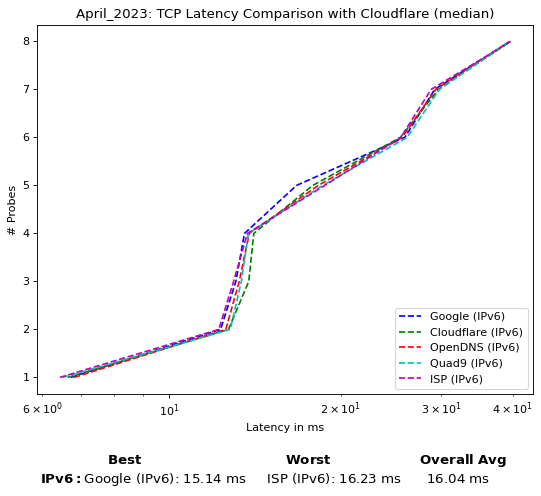 April_2023: TCP Latency Comparison with Cloudflare (median)
8
7
6
5
4
3
2
1
# Probes
Google (IPv6)
Cloudflare (IPv6)
OpenDNS (IPv6)
Quad9 (IPv6)
ISP (IPv6)
6 × 10⁰ 10¹ 2 × 10¹ 3 × 10¹ 4 × 10¹
Latency in ms
Best Worst Overall Avg
IPv6: Google (IPv6): 15.14 ms ISP (IPv6): 16.23 ms 16.04 ms